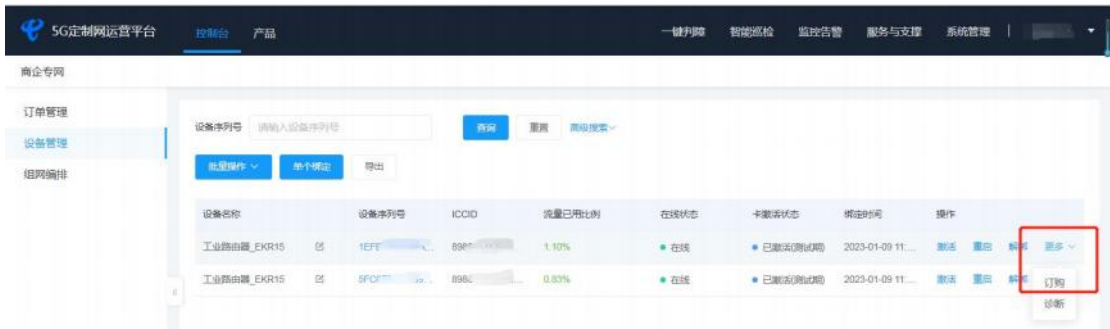 5G定制网运营平台 控制台 产品 一键判障 智能巡检 监控告警 服务与支撑 系统管理
商企专网
订单管理
设备管理
组网编排
设备序列号 请输入设备序列号 查询 重置 高级搜索
批量操作 单个绑定 导出
设备名称 设备序列号 ICCID 流量已用比例 在线状态 卡激活状态 绑定时间 操作
工业路由器_EKR15 1EFE 898 1.10% 在线 已激活(测试期) 2023-01-09 11:... 激活 重启 解绑 更多
工业路由器_EKR15 898 0.83% 在线 已激活(测试期) 2023-01-09 11:... 激活 重启
订购
诊断